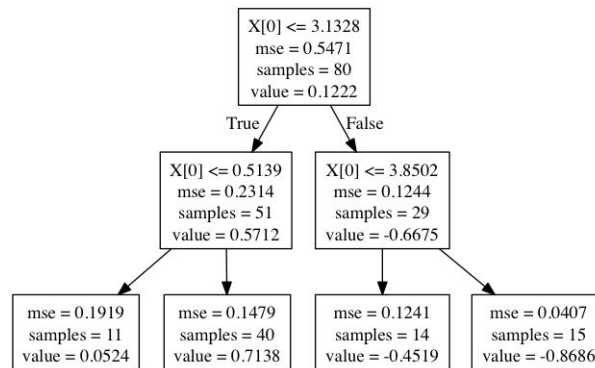 X[0] <= 3.1328
mse = 0.5471
samples = 80
value = 0.1222
True
False
X[0] <= 0.5139
mse = 0.2314
samples = 51
value = 0.5712
X[0] <= 3.8502
mse = 0.1244
samples = 29
value = -0.6675
mse = 0.1919
samples = 11
value = 0.0524
mse = 0.1479
samples = 40
value = 0.7138
mse = 0.1241
samples = 14
value = -0.4519
mse = 0.0407
samples = 15
value = -0.8686